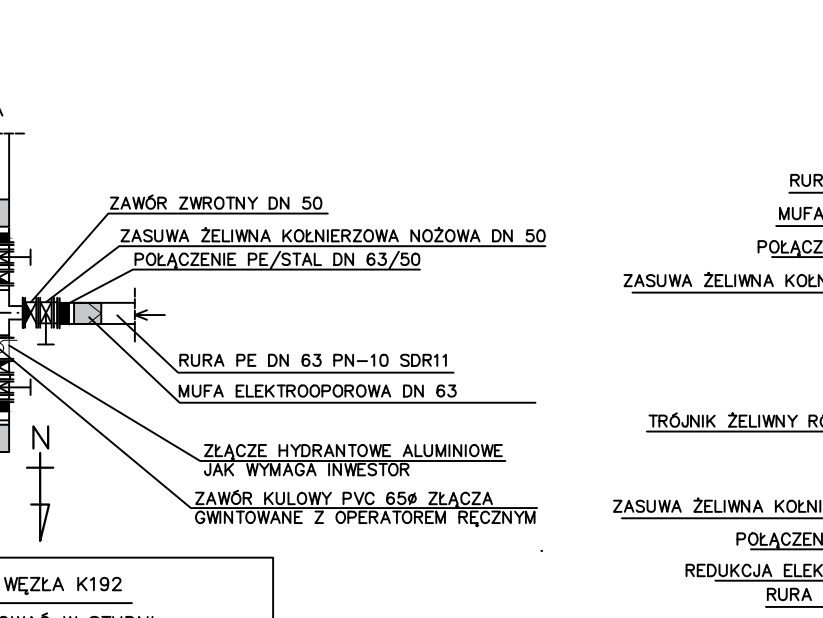 ZAWÓR ZWROTNY DN 50
ZASUWA ŻELIWNA KOŁNIERZOWA NOŻOWA DN 50
POŁĄCZENIE PE/STAL DN 63/50
RURA PE DN 63 PN-10 SDR11
MUFA ELEKTROOPOROWA DN 63
N
ZŁĄCZE HYDRANTOWE ALUMINIOWE
JAK WYMAGA INWESTOR
ZAWÓR KULOWY PVC 65ø ZŁĄCZA
GWINTOWANE Z OPERATOREM RĘCZNYM
WĘZŁA K192
W STUDNI
RUR
MUFA
POŁĄCZ
ZASUWA ŻELIWNA KOŁN
TRÓJNIK ŻELIWNY RÓ
ZASUWA ŻELIWNA KOŁNI
POŁĄCZEN
REDUKCJA ELEK
RURA